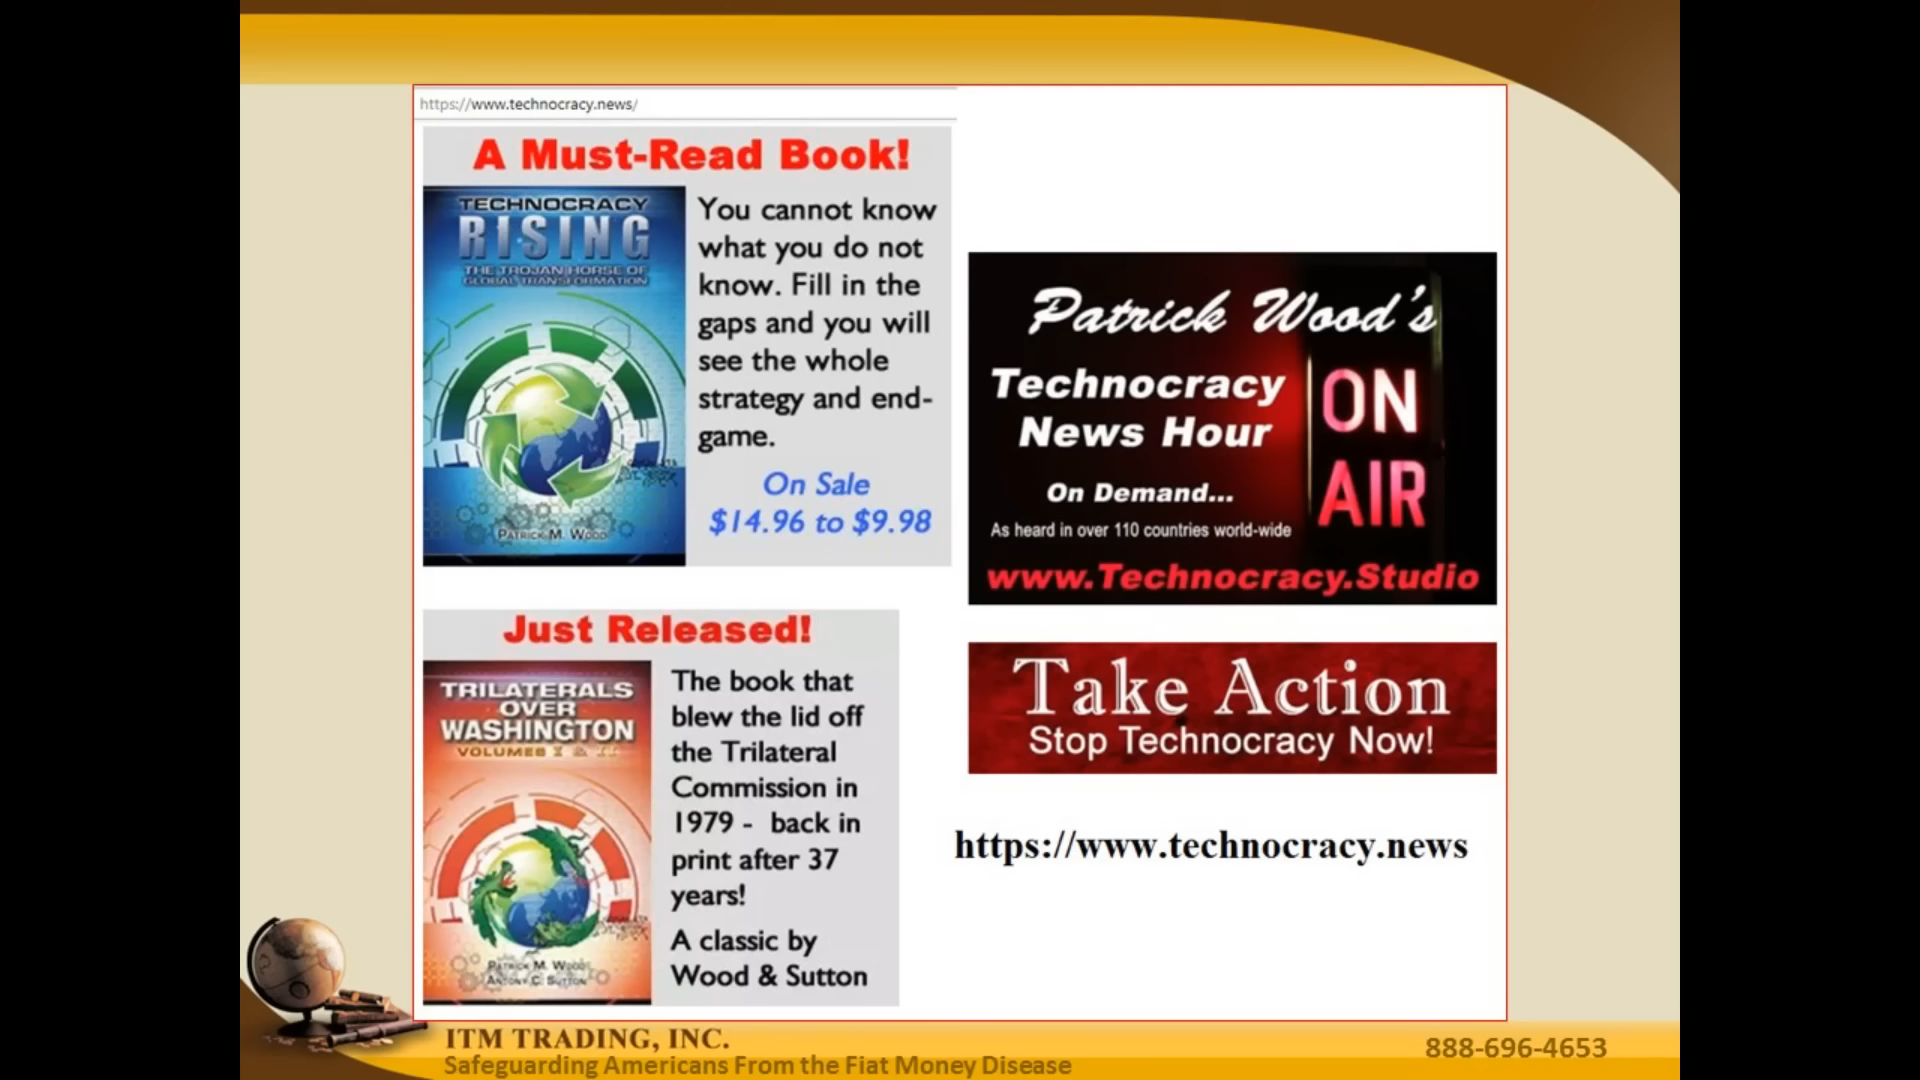 https://www.technocracy.news/
A Must-Read Book!
TECHNOCRACY
RISING
THE TROJAN HORSE OF
GLOBAL TRANSFORMATION
PATRICK M. WOOD
You cannot know
what you do not
know. Fill in the
gaps and you will
see the whole
strategy and end-
game.
On Sale
$14.96 to $9.98
Just Released!
TRILATERALS
OVER
WASHINGTON
VOLUMES I & II
PATRICK M. WOOD
ANTONY C. SUTTON
The book that
blew the lid off
the Trilateral
Commission in
1979 - back in
print after 37
years!
A classic by
Wood & Sutton
Patrick Wood's
Technocracy
News Hour
ON
AIR
On Demand...
As heard in over 110 countries world-wide
www.Technocracy.Studio
Take Action
Stop Technocracy Now!
https://www.technocracy.news
ITM TRADING, INC.
Safeguarding Americans From the Fiat Money Disease
888-696-4653